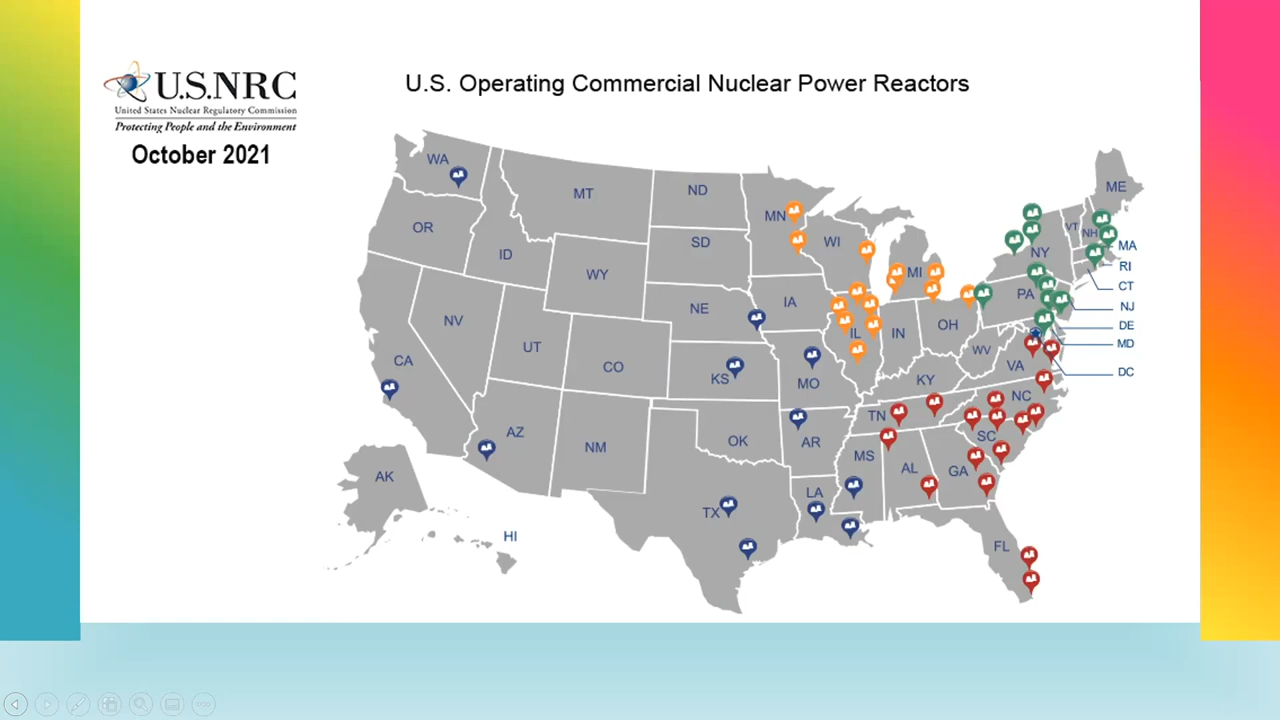 U.S.NRC
United States Nuclear Regulatory Commission
Protecting People and the Environment
October 2021
U.S. Operating Commercial Nuclear Power Reactors
WA
MT
ND
MN
ME
OR
ID
SD
WI
MI
VT
NH
NY
MA
RI
WY
CT
NE
IA
PA
NJ
NV
UT
CO
IL
IN
OH
DE
MD
CA
KS
MO
WV
VA
DC
KY
NC
AZ
NM
OK
AR
TN
SC
MS
AL
GA
AK
TX
LA
HI
FL